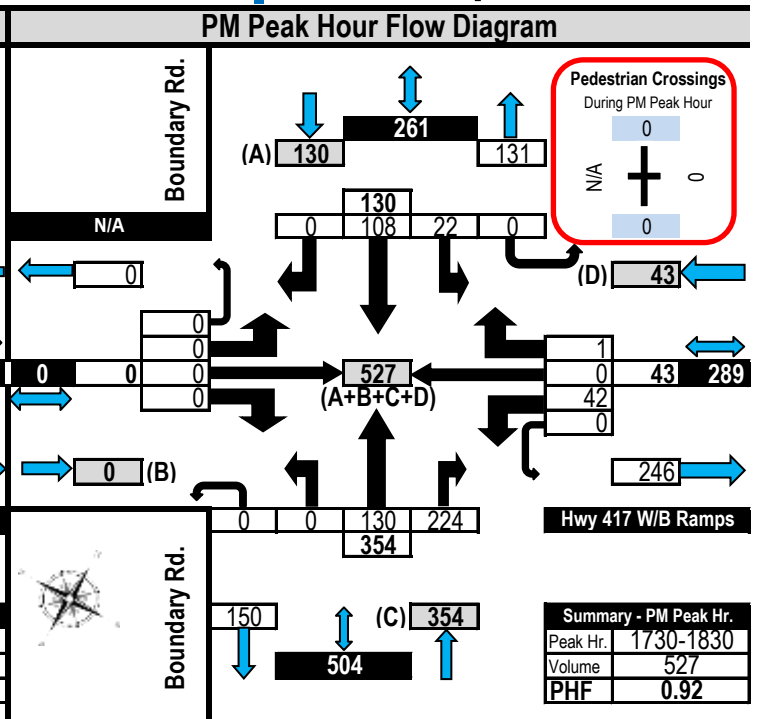 PM Peak Hour Flow Diagram
Boundary Rd.
Pedestrian Crossings
During PM Peak Hour
0
N/A
0
0
261
(A) 130
131
N/A
130
0 108 22 0
0
(D) 43
0
0
0
0
0 0
527
(A+B+C+D)
1
0
42
0
43 289
0 (B)
246
0 0 130 224
354
Hwy 417 W/B Ramps
Boundary Rd.
150
(C) 354
504
Summary - PM Peak Hr.
Peak Hr. 1730-1830
Volume 527
PHF 0.92